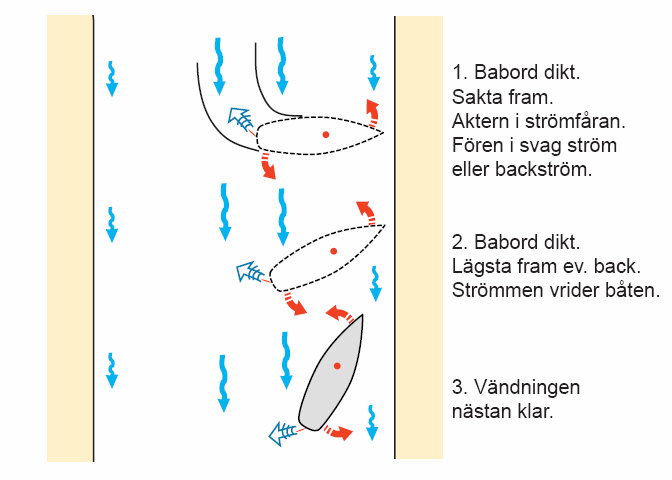 1. Babord dikt.
Sakta fram.
Aktern i strömfåran.
Fören i svag ström
eller backström.
2. Babord dikt.
Lägsta fram ev. back.
Strömmen vrider båten.
3. Vändningen
nästan klar.